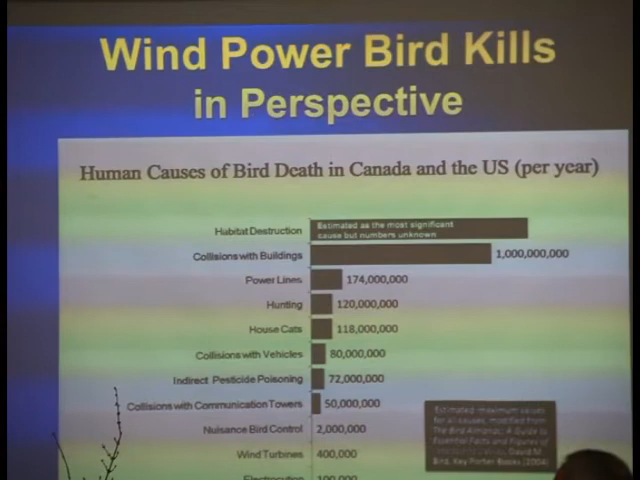 Wind Power Bird Kills
in Perspective
Human Causes of Bird Death in Canada and the US (per year)
Habitat Destruction
Estimated as the most significant
cause but numbers unknown
Collisions with Buildings 1,000,000,000
Power Lines 174,000,000
Hunting 120,000,000
House Cats 118,000,000
Collisions with Vehicles 80,000,000
Indirect Pesticide Poisoning 72,000,000
Collisions with Communication Towers 50,000,000
Nuisance Bird Control 2,000,000
Wind Turbines 400,000
Electrocution 100,000
Estimated maximum values
for all causes, modified from
The Bird Almanac: A Guide to
Essential Facts and Figures of
David M.
Bird, Key Porter Books (2004)